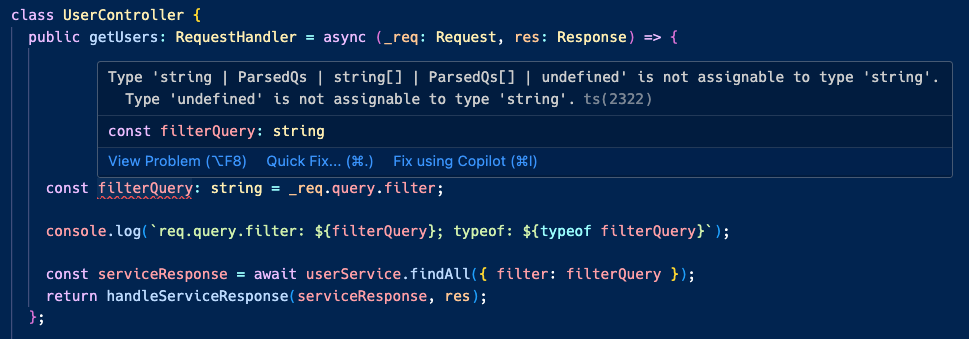 class UserController {
public getUsers: RequestHandler = async (_req: Request, res: Response) => {
Type 'string | ParsedQs | string[] | ParsedQs[] | undefined' is not assignable to type 'string'.
Type 'undefined' is not assignable to type 'string'. ts(2322)
const filterQuery: string
View Problem (⌥F8) Quick Fix... (⌘.) Fix using Copilot (⌘I)
const filterQuery: string = _req.query.filter;
console.log(`req.query.filter: ${filterQuery}; typeof: ${typeof filterQuery}`);
const serviceResponse = await userService.findAll({ filter: filterQuery });
return handleServiceResponse(serviceResponse, res);
};